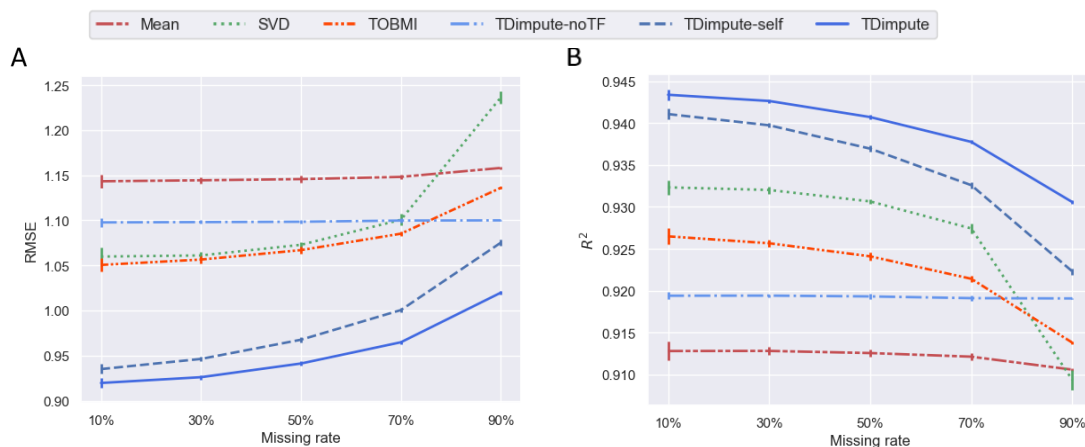 Mean SVD TOBMI TDimpute-noTF TDimpute-self TDimpute
A
1.25
1.20
1.15
1.10
1.05
1.00
0.95
0.90
RMSE
10% 30% 50% 70% 90%
Missing rate
B
0.945
0.940
0.935
0.930
0.925
0.920
0.915
0.910
R²
10% 30% 50% 70% 90%
Missing rate